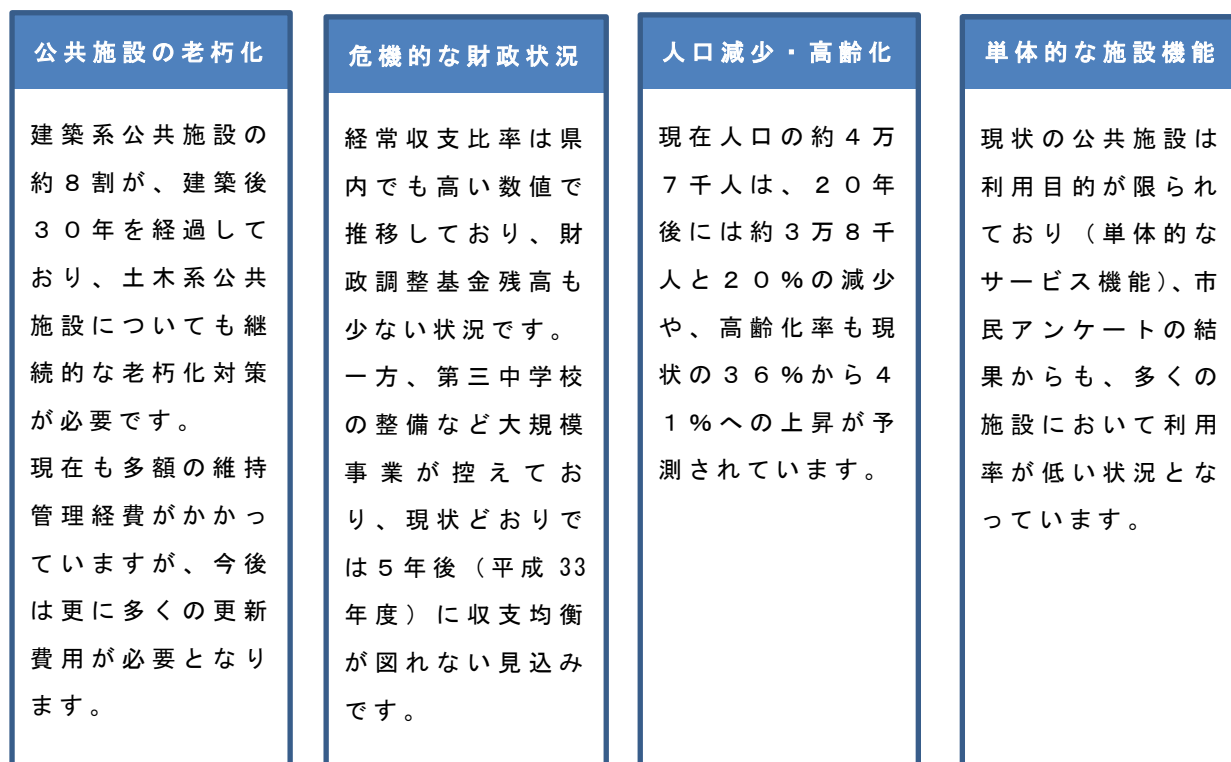 公共施設の老朽化
建築系公共施設の
約８割が、建築後
３０年を経過して
おり、土木系公共
施設についても継
続的な老朽化対策
が必要です。
現在も多額の維持
管理経費がかかっ
ていますが、今後
は更に多くの更新
費用が必要となり
ます。
危機的な財政状況
経常収支比率は県
内でも高い数値で
推移しており、財
政調整基金残高も
少ない状況です。
一方、第三中学校
の整備など大規模
事業が控えてお
り、現状どおりで
は５年後（平成 33
年度）に収支均衡
が図れない見込み
です。
人口減少・高齢化
現在人口の約４万
７千人は、２０年
後には約３万８千
人と２０％の減少
や、高齢化率も現
状の３６％から４
１％への上昇が予
測されています。
単体的な施設機能
現状の公共施設は
利用目的が限られ
ており（単体的な
サービス機能）、市
民アンケートの結
果からも、多くの
施設において利用
率が低い状況とな
っています。